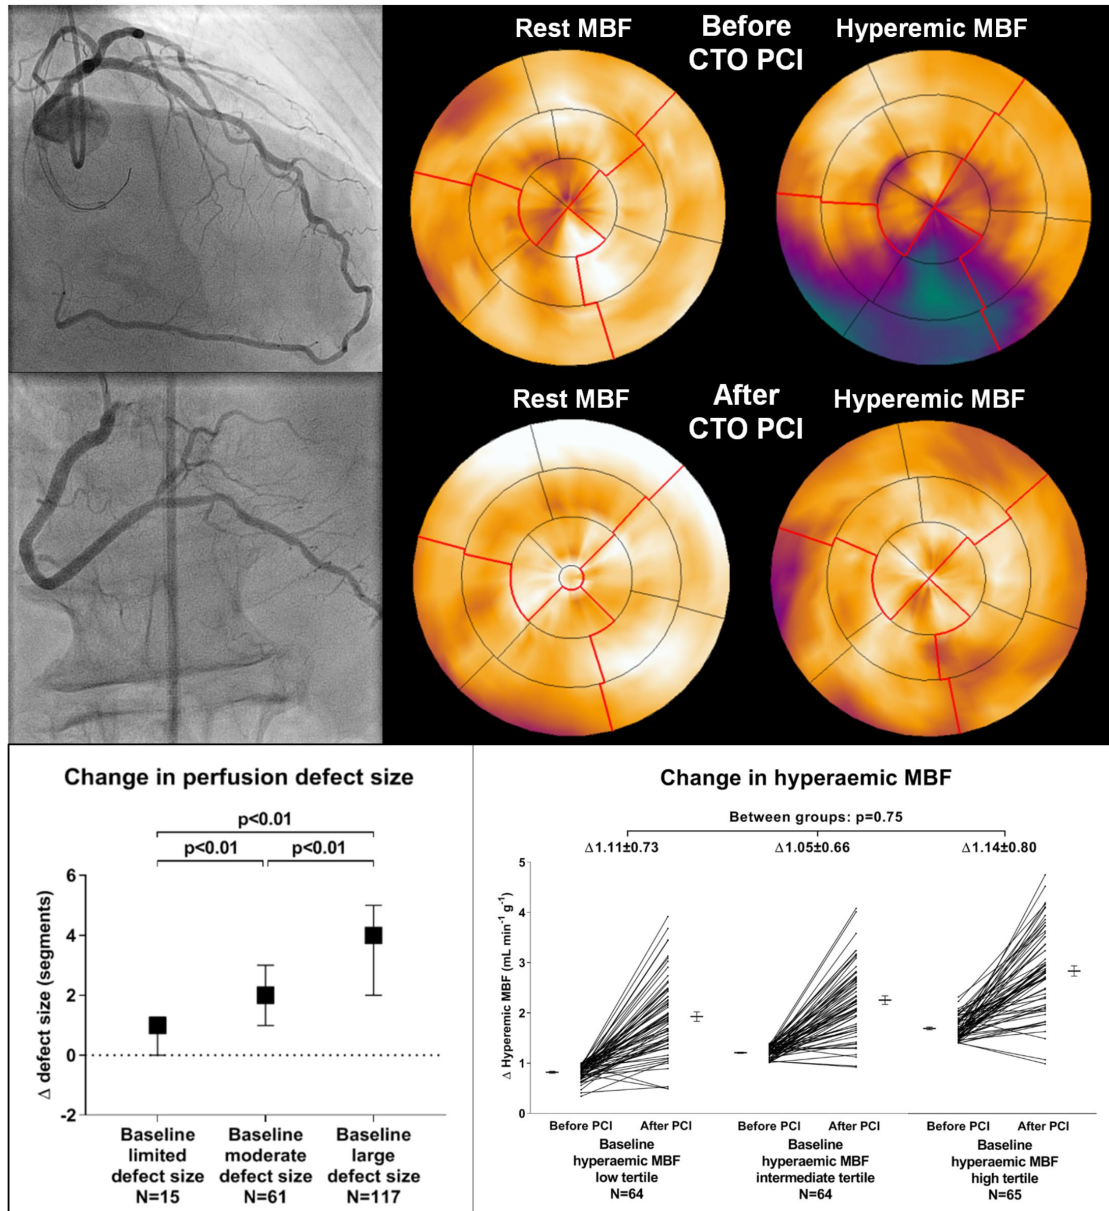 Rest MBF
Before
CTO PCI
Hyperemic MBF
Rest MBF
After
CTO PCI
Hyperemic MBF
Change in perfusion defect size
p<0.01
p<0.01
p<0.01
6
4
2
0
-2
Δ defect size (segments)
Baseline
limited
defect size
N=15
Baseline
moderate
defect size
N=61
Baseline
large
defect size
N=117
Change in hyperaemic MBF
Between groups: p=0.75
Δ1.11±0.73
Δ1.05±0.66
Δ1.14±0.80
5
4
3
2
1
0
Δ Hyperemic MBF (mL min⁻¹ g⁻¹)
Before PCI
After PCI
Before PCI
After PCI
Before PCI
After PCI
Baseline
hyperaemic MBF
low tertile
N=64
Baseline
hyperaemic MBF
intermediate tertile
N=64
Baseline
hyperaemic MBF
high tertile
N=65